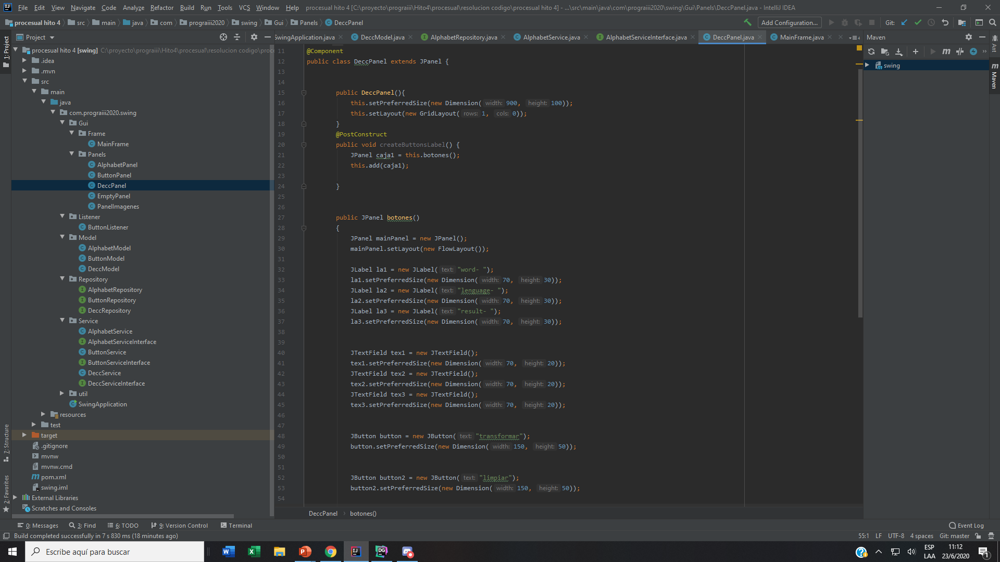 File Edit View Navigate Code Analyze Refactor Build Run Tools VCS Window Help procesual hito 4 [C:\proyecto\prograiii\Hito4\procesual\resolucion codigo\procesual hito 4] - ...\src\main\java\com\prograiii2020\swing\Gui\Panels\DeccPanel.java - IntelliJ IDEA
procesual hito 4 src main java com prograiii2020 swing Gui Panels DeccPanel Add Configuration... Git:
Project SwingApplication.java DeccModel.java AlphabetRepository.java AlphabetService.java AlphabetServiceInterface.java DeccPanel.java MainFrame.java Maven
1: Project
7: Structure
2: Favorites
procesual hito 4 [swing] C:\proyecto\prograiii\Hito4\procesual\resolucion codigo\proce
.idea
.mvn
src
main
java
com.prograiii2020.swing
Gui
Frame
MainFrame
Panels
AlphabetPanel
ButtonPanel
DeccPanel
EmptyPanel
PanelImagenes
Listener
ButtonListener
Model
AlphabetModel
ButtonModel
DeccModel
Repository
AlphabetRepository
ButtonRepository
DeccRepository
Service
AlphabetService
AlphabetServiceInterface
ButtonService
ButtonServiceInterface
DeccService
DeccServiceInterface
util
SwingApplication
resources
test
target
.gitignore
mvnw
mvnw.cmd
pom.xml
swing.iml
External Libraries
Scratches and Consoles
11 @Component
12 public class DeccPanel extends JPanel {
13
14
15 public DeccPanel(){
16 this.setPreferredSize(new Dimension( width: 900, height: 100));
17 this.setLayout(new GridLayout( rows: 1, cols: 0));
18 }
19 @PostConstruct
20 public void createButtonsLabel() {
21 JPanel caja1 = this.botones();
22 this.add(caja1);
23
24 }
25
26
27 public JPanel botones()
28 {
29 JPanel mainPanel = new JPanel();
30 mainPanel.setLayout(new FlowLayout());
31
32 JLabel la1 = new JLabel( text: "word- ");
33 la1.setPreferredSize(new Dimension( width: 70, height: 30));
34 JLabel la2 = new JLabel( text: "lenguage- ");
35 la2.setPreferredSize(new Dimension( width: 70, height: 30));
36 JLabel la3 = new JLabel( text: "result- ");
37 la3.setPreferredSize(new Dimension( width: 70, height: 30));
38
39
40 JTextField tex1 = new JTextField();
41 tex1.setPreferredSize(new Dimension( width: 70, height: 20));
42 JTextField tex2 = new JTextField();
43 tex2.setPreferredSize(new Dimension( width: 70, height: 20));
44 JTextField tex3 = new JTextField();
45 tex3.setPreferredSize(new Dimension( width: 70, height: 20));
46
47
48 JButton button = new JButton( text: "transformar");
49 button.setPreferredSize(new Dimension( width: 150, height: 50));
50
51
52 JButton button2 = new JButton( text: "limpiar");
53 button2.setPreferredSize(new Dimension( width: 150, height: 50));
54
DeccPanel botones()
swing
Ant
Maven
0: Messages 3: Find 6: TODO 9: Version Control Terminal Event Log
Build completed successfully in 7 s 830 ms (18 minutes ago) 55:1 LF UTF-8 4 spaces Git: master
Escribe aquí para buscar
ESP
LAA
11:12
23/6/2020
1